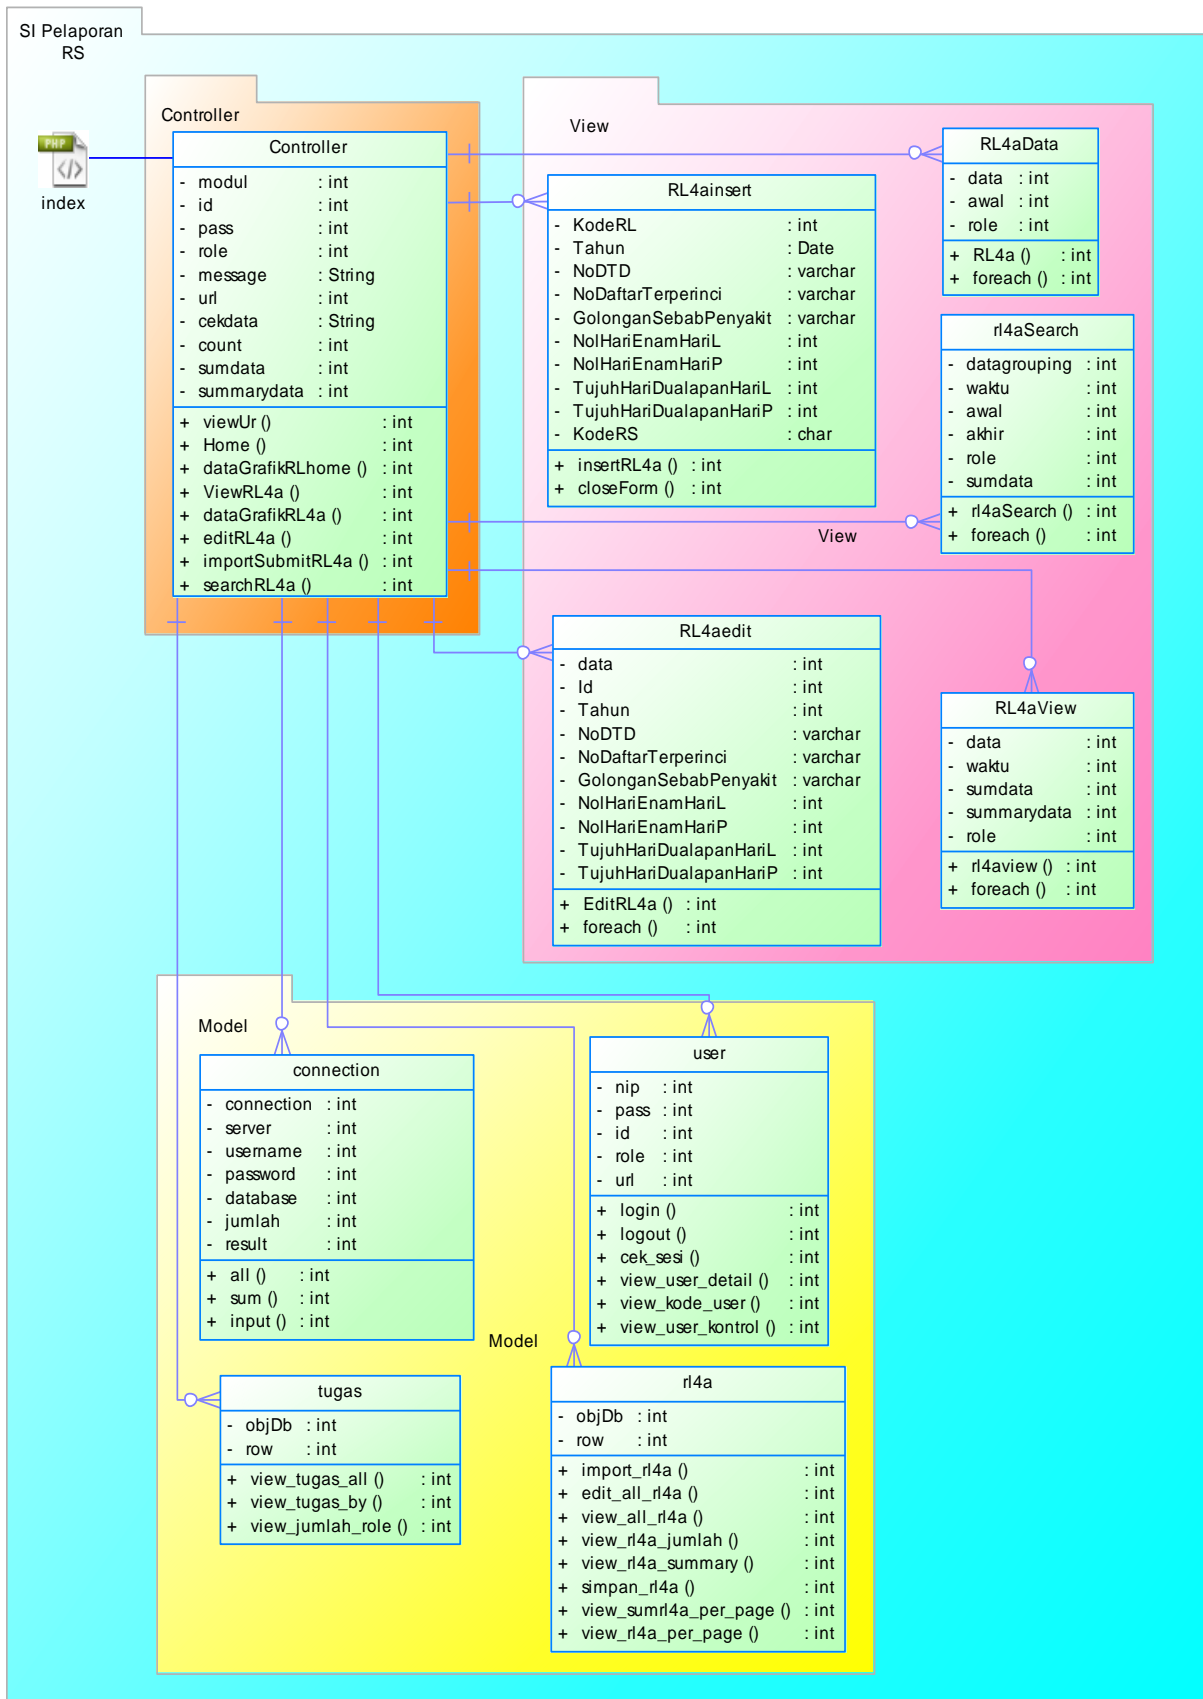 SI Pelaporan
RS
index
Controller
Controller
- modul : int
- id : int
- pass : int
- role : int
- message : String
- url : int
- cekdata : String
- count : int
- sumdata : int
- summarydata : int
+ viewUr () : int
+ Home () : int
+ dataGrafikRLhome () : int
+ ViewRL4a () : int
+ dataGrafikRL4a () : int
+ editRL4a () : int
+ importSubmitRL4a () : int
+ searchRL4a () : int
View
RL4ainsert
- KodeRL : int
- Tahun : Date
- NoDTD : varchar
- NoDaftarTerperinci : varchar
- GolonganSebabPenyakit : varchar
- NolHariEnamHariL : int
- NolHariEnamHariP : int
- TujuhHariDualapanHariL : int
- TujuhHariDualapanHariP : int
- KodeRS : char
+ insertRL4a () : int
+ closeForm () : int
RL4aData
- data : int
- awal : int
- role : int
+ RL4a () : int
+ foreach () : int
rl4aSearch
- datagrouping : int
- waktu : int
- awal : int
- akhir : int
- role : int
- sumdata : int
+ rl4aSearch () : int
+ foreach () : int
View
RL4aedit
- data : int
- Id : int
- Tahun : int
- NoDTD : varchar
- NoDaftarTerperinci : varchar
- GolonganSebabPenyakit : varchar
- NolHariEnamHariL : int
- NolHariEnamHariP : int
- TujuhHariDualapanHariL : int
- TujuhHariDualapanHariP : int
+ EditRL4a () : int
+ foreach () : int
RL4aView
- data : int
- waktu : int
- sumdata : int
- summarydata : int
- role : int
+ rl4aview () : int
+ foreach () : int
Model
connection
- connection : int
- server : int
- username : int
- password : int
- database : int
- jumlah : int
- result : int
+ all () : int
+ sum () : int
+ input () : int
user
- nip : int
- pass : int
- id : int
- role : int
- url : int
+ login () : int
+ logout () : int
+ cek_sesi () : int
+ view_user_detail () : int
+ view_kode_user () : int
+ view_user_kontrol () : int
Model
tugas
- objDb : int
- row : int
+ view_tugas_all () : int
+ view_tugas_by () : int
+ view_jumlah_role () : int
rl4a
- objDb : int
- row : int
+ import_rl4a () : int
+ edit_all_rl4a () : int
+ view_all_rl4a () : int
+ view_rl4a_jumlah () : int
+ view_rl4a_summary () : int
+ simpan_rl4a () : int
+ view_sumrl4a_per_page () : int
+ view_rl4a_per_page () : int
PHP